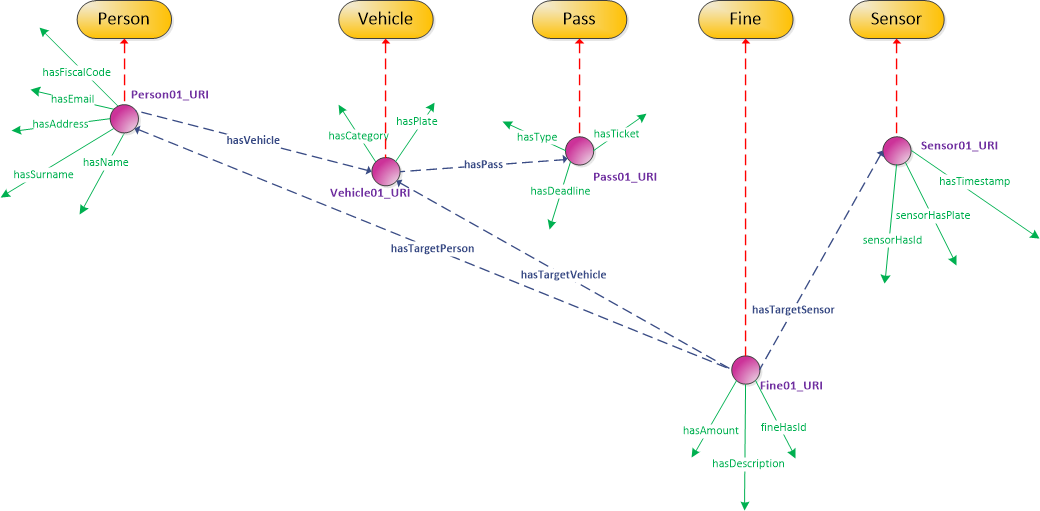 Person
Vehicle
Pass
Fine
Sensor
hasFiscalCode
Person01_URI
hasEmail
hasAddress
hasName
hasSurname
hasVehicle
hasCategory
hasPlate
Vehicle01_URI
hasPass
hasType
hasTicket
Pass01_URI
hasDeadline
Sensor01_URI
hasTimestamp
sensorHasPlate
sensorHasId
hasTargetPerson
hasTargetVehicle
hasTargetSensor
Fine01_URI
hasAmount
fineHasId
hasDescription